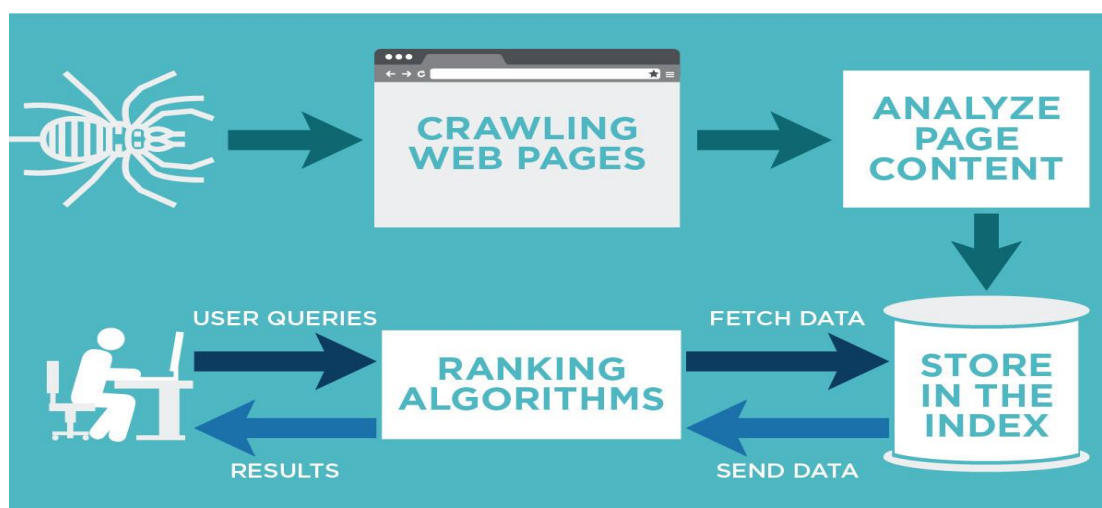 CRAWLING
WEB PAGES
ANALYZE
PAGE
CONTENT
USER QUERIES
FETCH DATA
RANKING
ALGORITHMS
STORE
IN THE
INDEX
RESULTS
SEND DATA